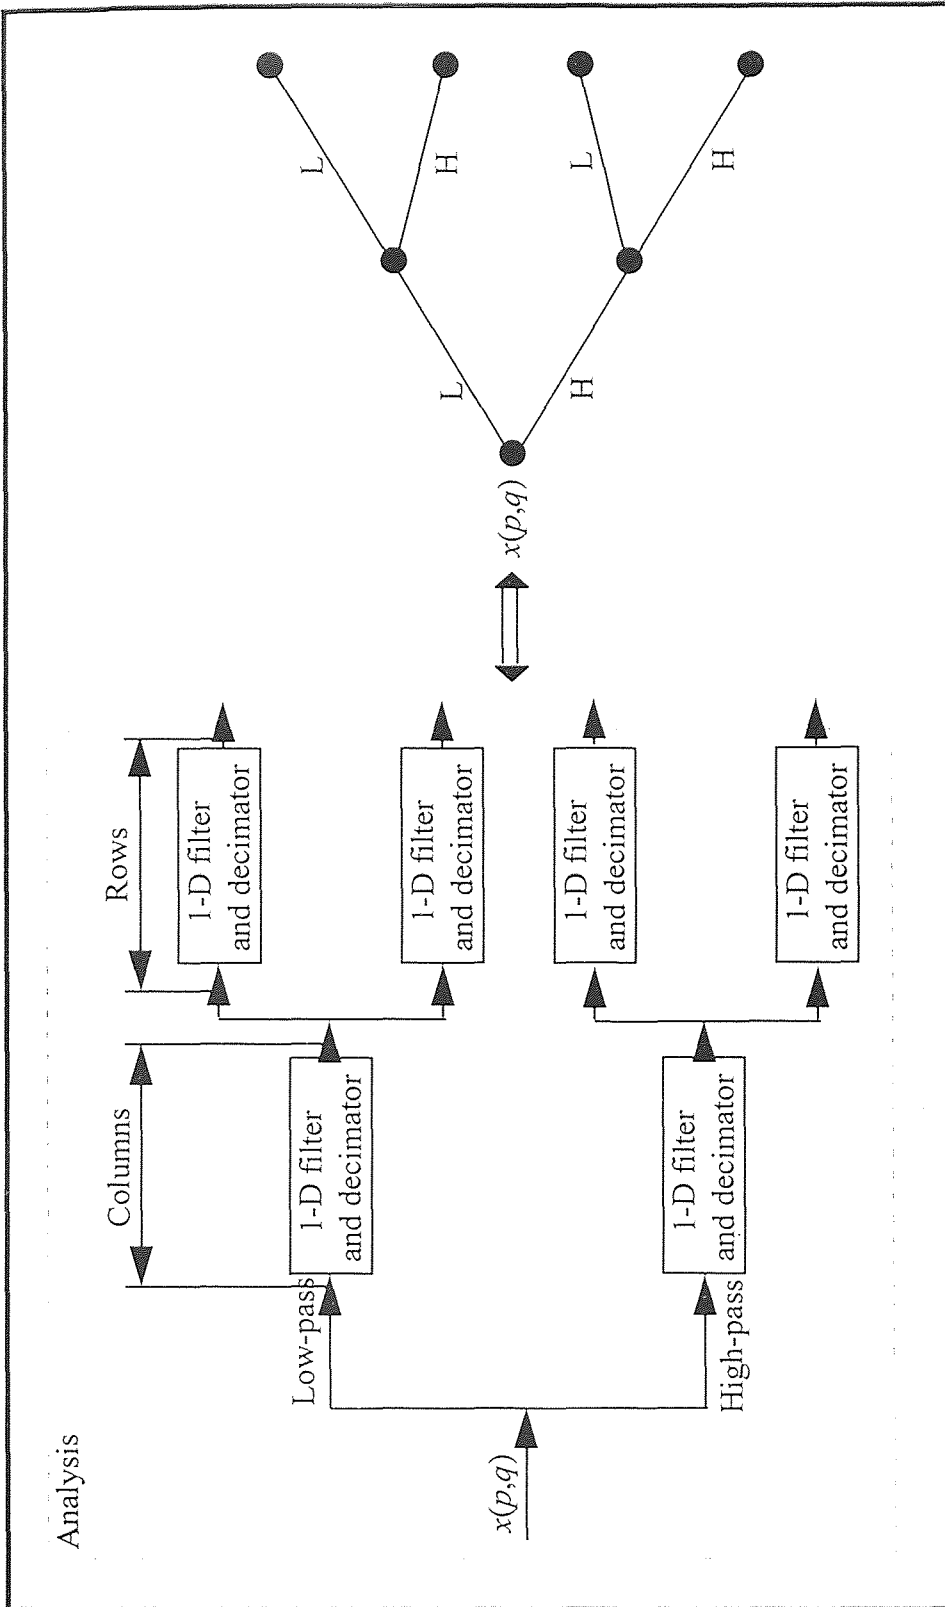 Analysis
Columns
Rows
x(p,q)
Low-pass
High-pass
1-D filter
and decimator
1-D filter
and decimator
1-D filter
and decimator
1-D filter
and decimator
1-D filter
and decimator
1-D filter
and decimator
x(p,q)
L
H
L
H
L
H